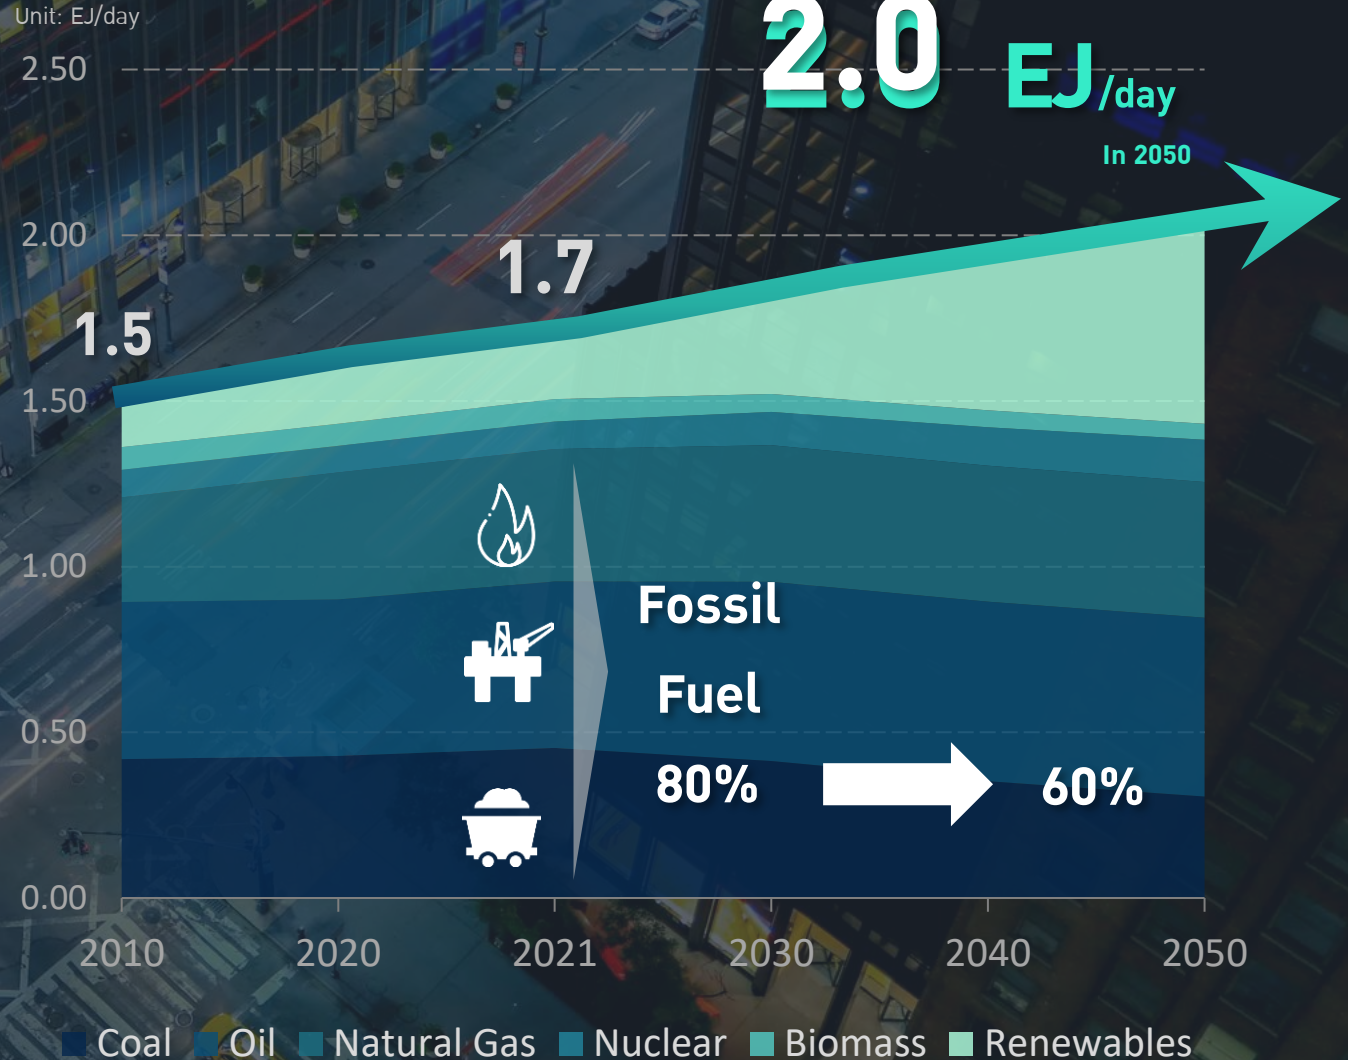 Unit: EJ/day
2.0 EJ/day
In 2050
2.50
2.00
1.7
1.5
1.50
1.00
Fossil
Fuel
0.50
80% 60%
0.00
2010 2020 2021 2030 2040 2050
Coal Oil Natural Gas Nuclear Biomass Renewables